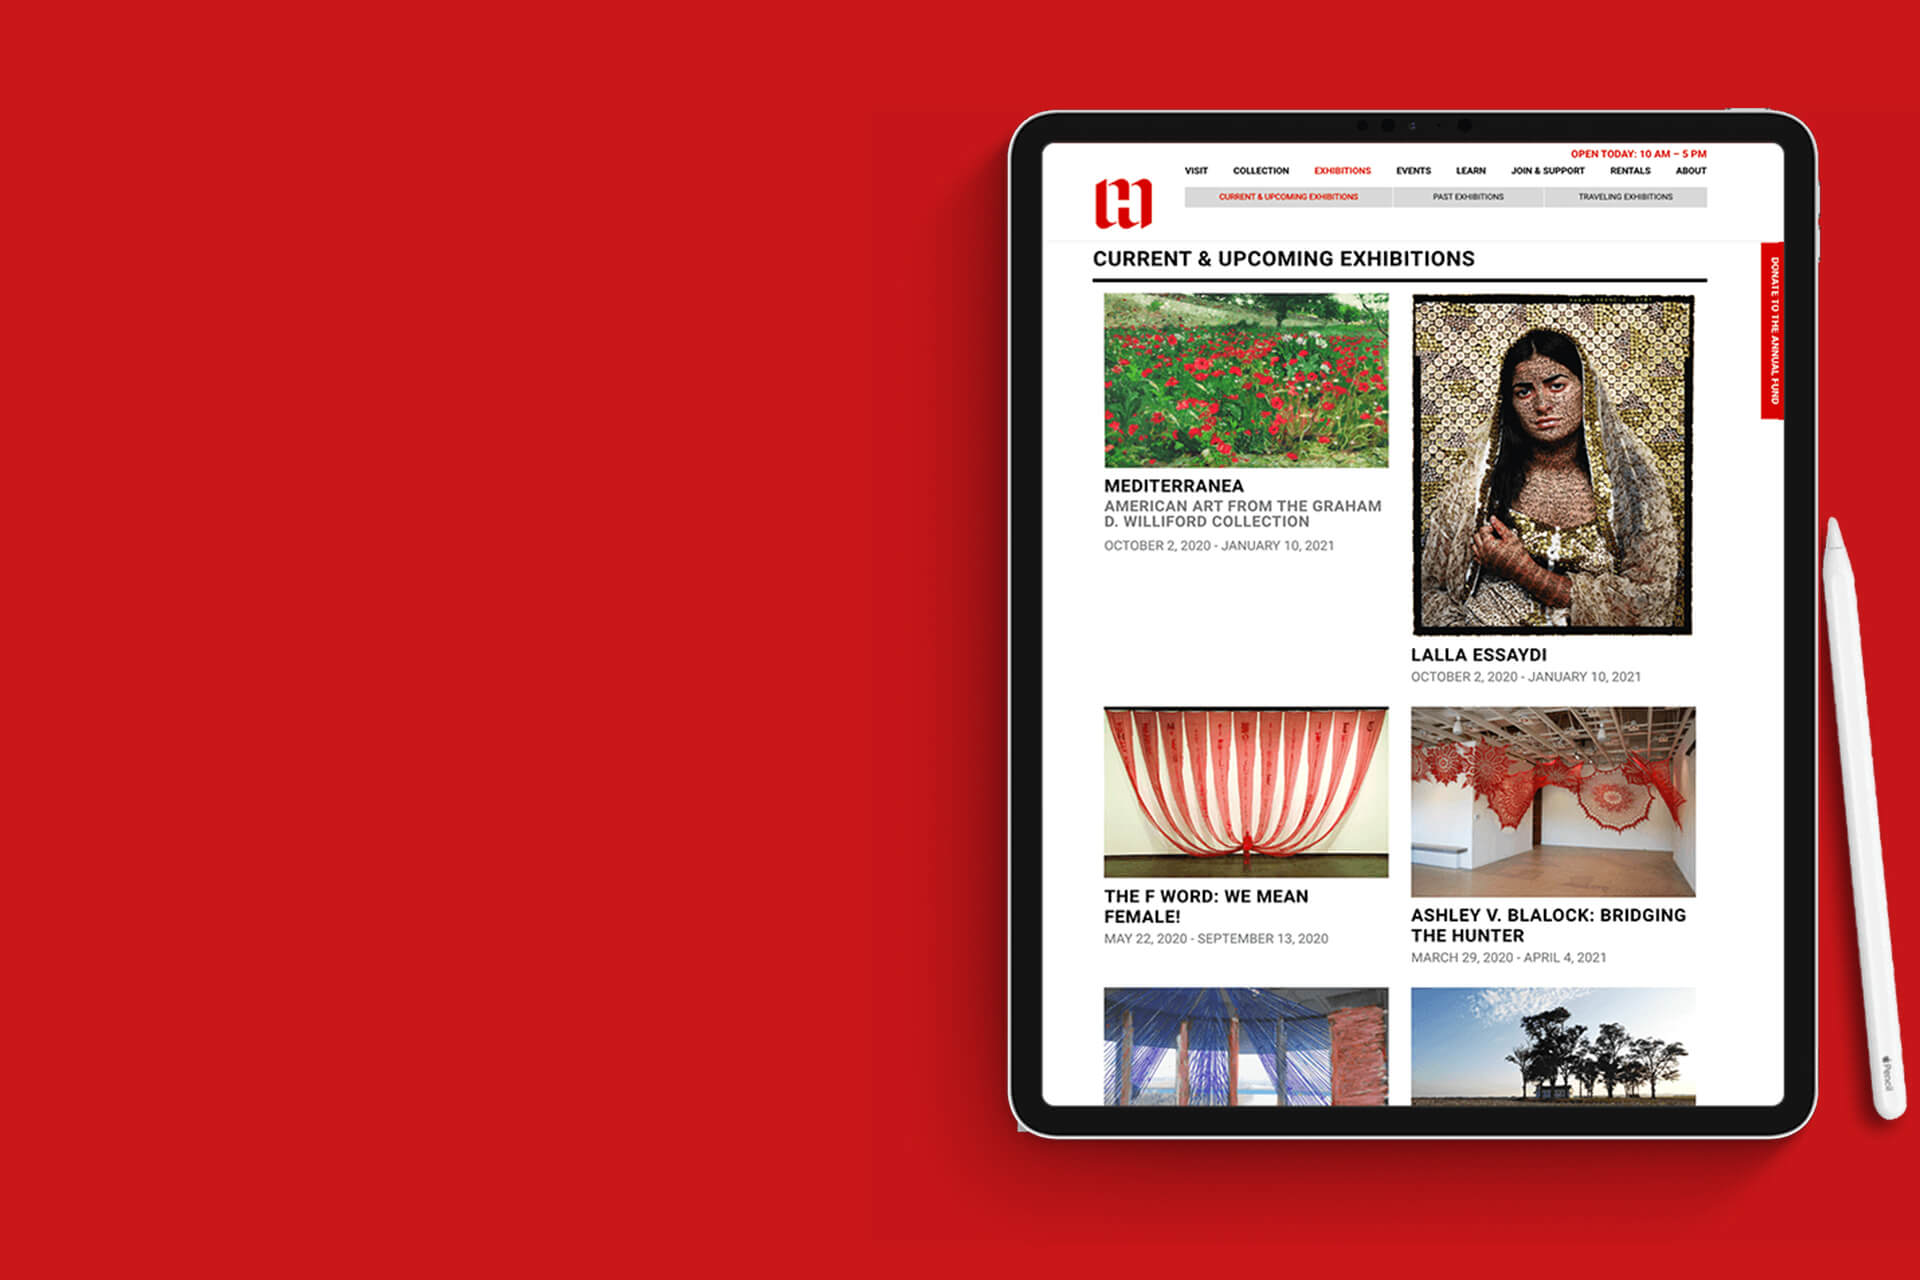 OPEN TODAY: 10 AM – 5 PM
VISIT COLLECTION EXHIBITIONS EVENTS LEARN JOIN & SUPPORT RENTALS ABOUT
CURRENT & UPCOMING EXHIBITIONS PAST EXHIBITIONS TRAVELING EXHIBITIONS
DONATE TO THE ANNUAL FUND
CURRENT & UPCOMING EXHIBITIONS
MEDITERRANEA
AMERICAN ART FROM THE GRAHAM
D. WILLIFORD COLLECTION
OCTOBER 2, 2020 - JANUARY 10, 2021
LALLA ESSAYDI
OCTOBER 2, 2020 - JANUARY 10, 2021
THE F WORD: WE MEAN
FEMALE!
MAY 22, 2020 - SEPTEMBER 13, 2020
ASHLEY V. BLALOCK: BRIDGING
THE HUNTER
MARCH 29, 2020 - APRIL 4, 2021
Pencil